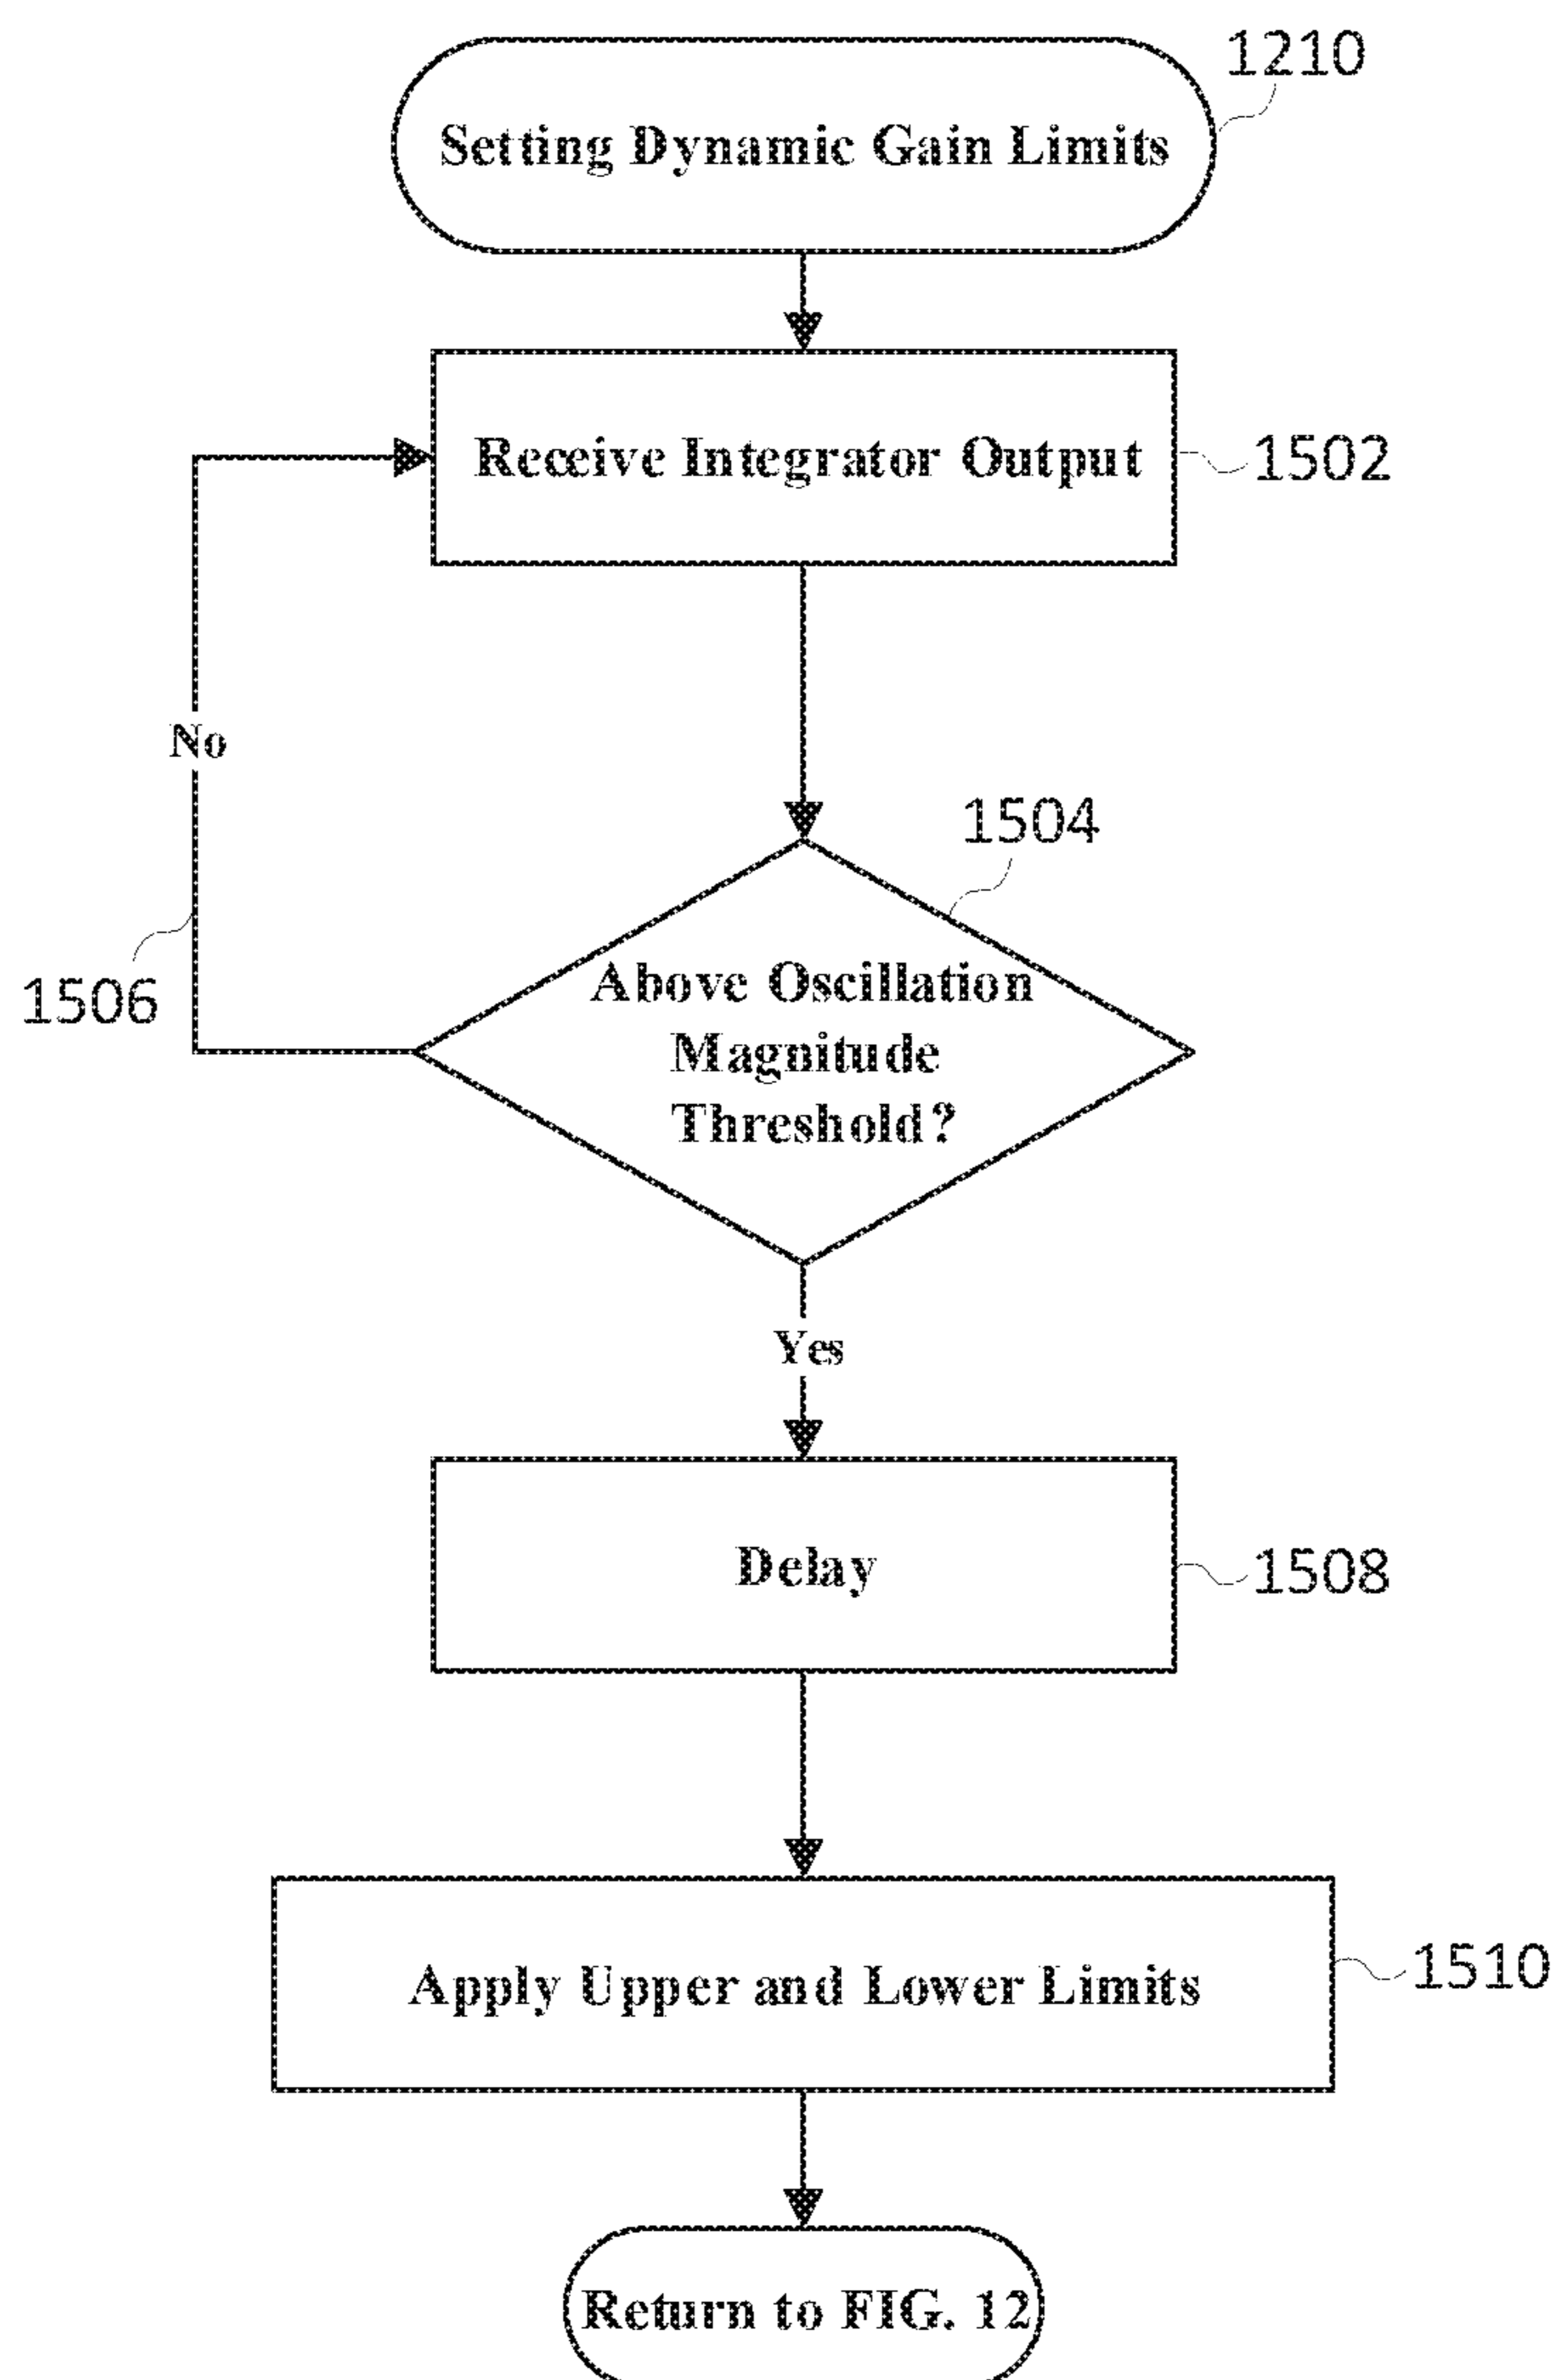 1210
Setting Dynamic Gain Limits
Receive Integrator Output
1502
No
1504
Above Oscillation
Magnitude
Threshold?
1506
Yes
Delay
1508
Apply Upper and Lower Limits
1510
Return to FIG. 12